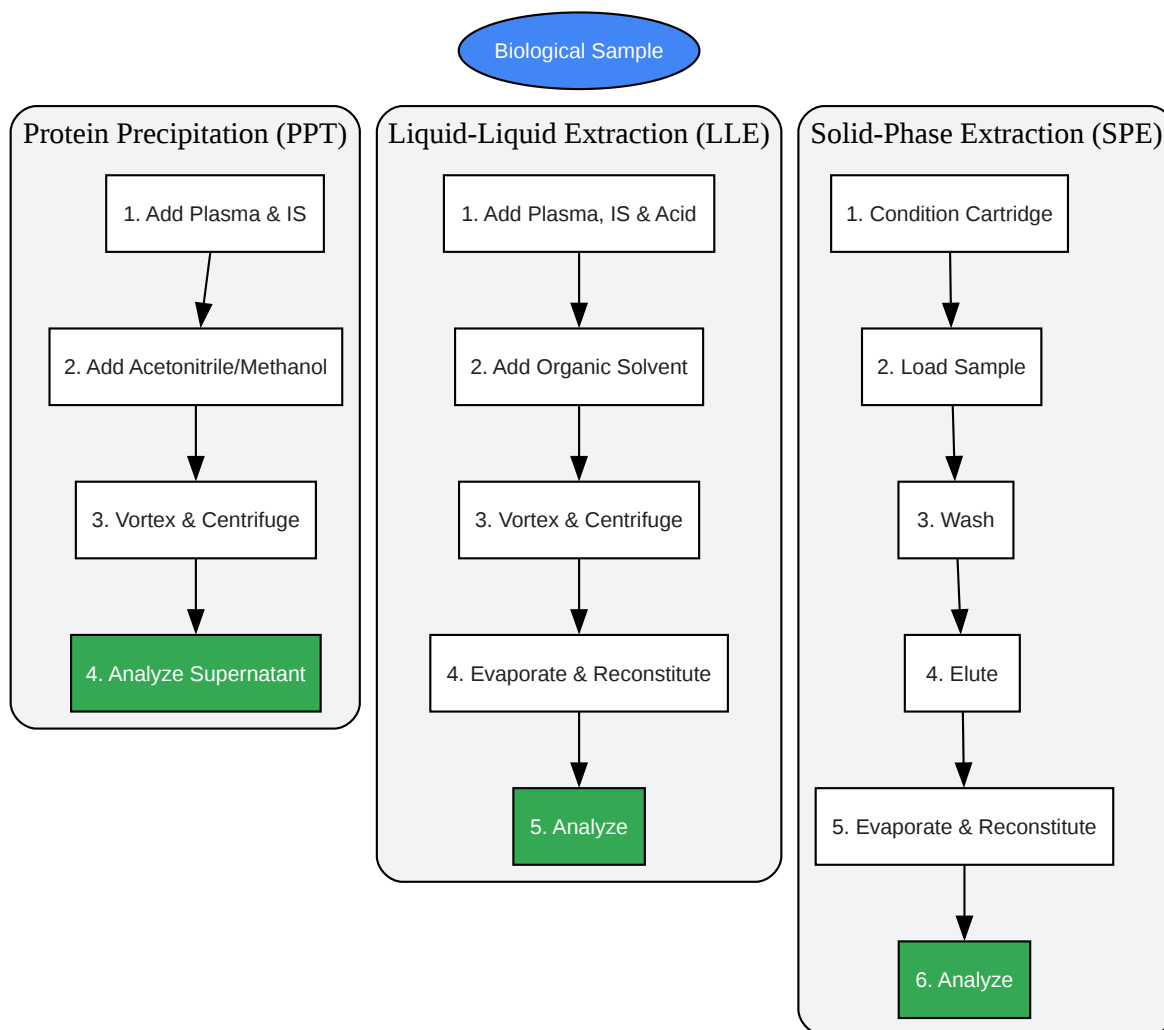 Biological Sample
Protein Precipitation (PPT)
1. Add Plasma & IS
2. Add Acetonitrile/Methanol
3. Vortex & Centrifuge
4. Analyze Supernatant
Liquid-Liquid Extraction (LLE)
1. Add Plasma, IS & Acid
2. Add Organic Solvent
3. Vortex & Centrifuge
4. Evaporate & Reconstitute
5. Analyze
Solid-Phase Extraction (SPE)
1. Condition Cartridge
2. Load Sample
3. Wash
4. Elute
5. Evaporate & Reconstitute
6. Analyze